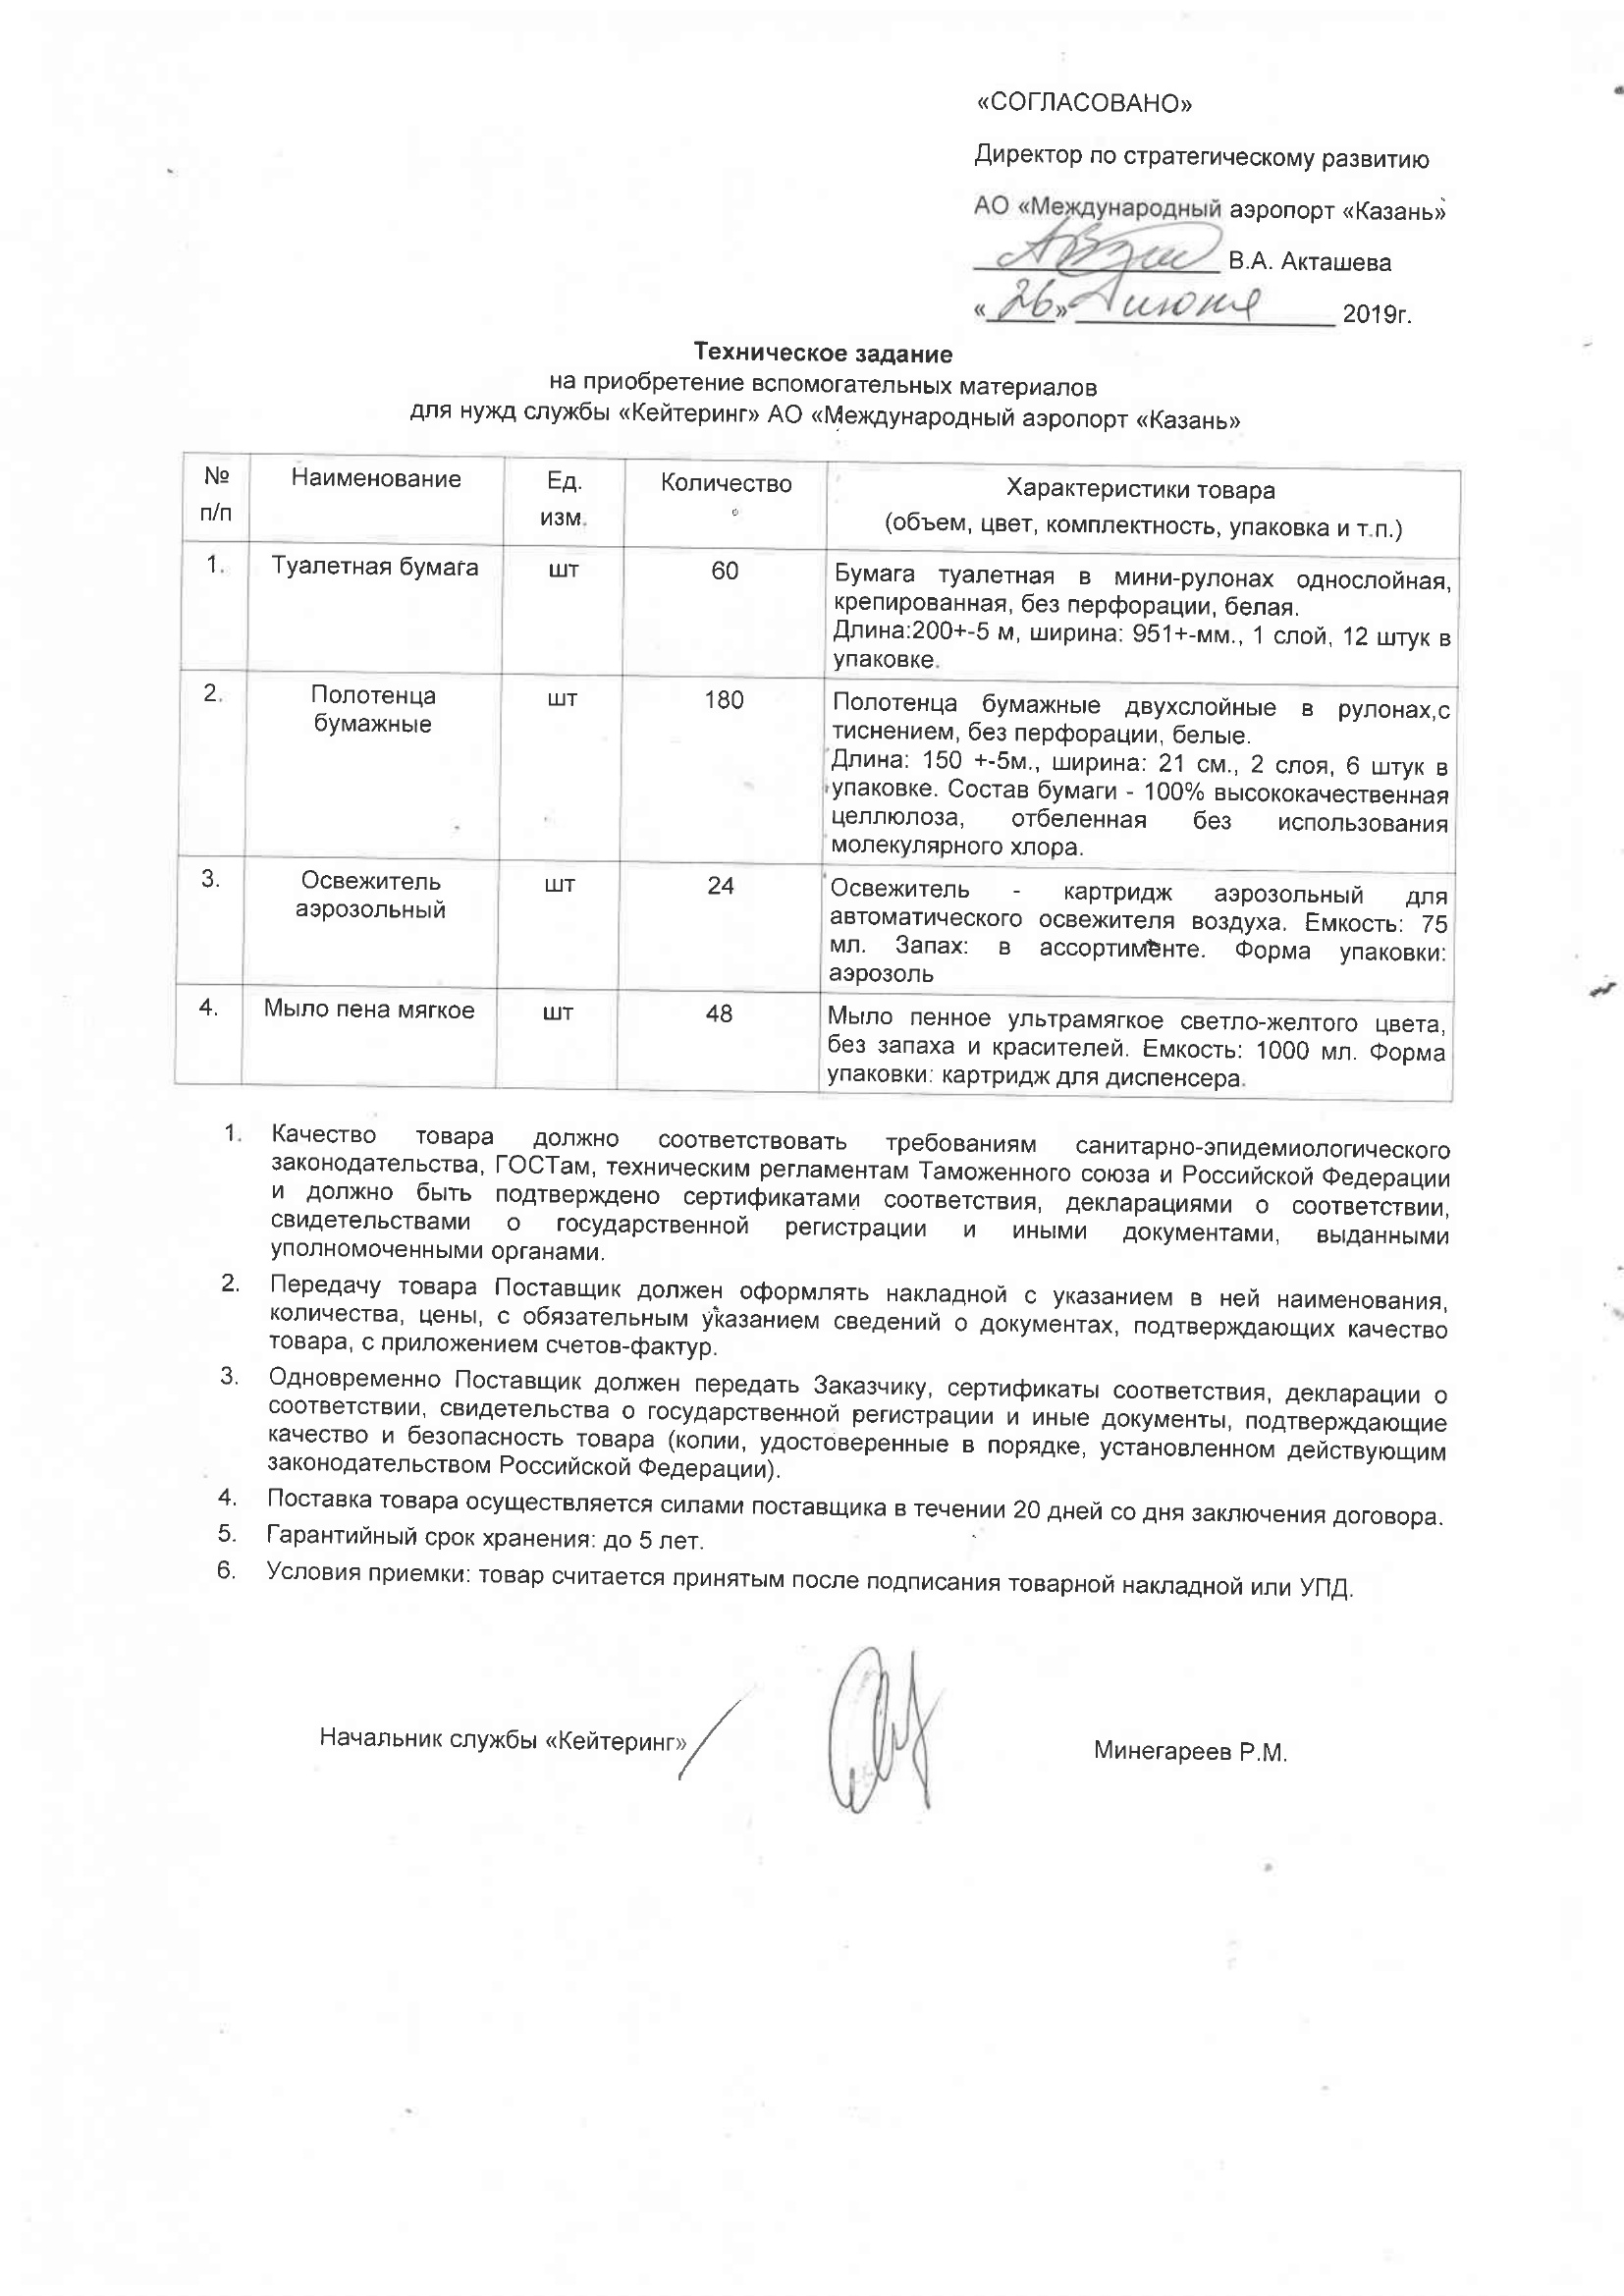 «СОГЛАСОВАНО»
Директор по стратегическому развитию
АО «Международный аэропорт «Казань»
В.А. Акташева
«26» июня 2019г.
Техническое задание
на приобретение вспомогательных материалов
для нужд службы «Кейтеринг» АО «Международный аэропорт «Казань»
№ п/п Наименование Ед. изм. Количество Характеристики товара
(объем, цвет, комплектность, упаковка и т.п.)
1. Туалетная бумага шт 60 Бумага туалетная в мини-рулонах однослойная,
крепированная, без перфорации, белая.
Длина:200+-5 м, ширина: 951+-мм., 1 слой, 12 штук в
упаковке.
2. Полотенца бумажные шт 180 Полотенца бумажные двухслойные в рулонах,с
тиснением, без перфорации, белые.
Длина: 150 +-5м., ширина: 21 см., 2 слоя, 6 штук в
упаковке. Состав бумаги - 100% высококачественная
целлюлоза, отбеленная без использования
молекулярного хлора.
3. Освежитель аэрозольный шт 24 Освежитель - картридж аэрозольный для
автоматического освежителя воздуха. Емкость: 75
мл. Запах: в ассортименте. Форма упаковки:
аэрозоль
4. Мыло пена мягкое шт 48 Мыло пенное ультрамягкое светло-желтого цвета,
без запаха и красителей. Емкость: 1000 мл. Форма
упаковки: картридж для диспенсера.
1. Качество товара должно соответствовать требованиям санитарно-эпидемиологического
законодательства, ГОСТам, техническим регламентам Таможенного союза и Российской Федерации
и должно быть подтверждено сертификатами соответствия, декларациями о соответствии,
свидетельствами о государственной регистрации и иными документами, выданными
уполномоченными органами.
2. Передачу товара Поставщик должен оформлять накладной с указанием в ней наименования,
количества, цены, с обязательным указанием сведений о документах, подтверждающих качество
товара, с приложением счетов-фактур.
3. Одновременно Поставщик должен передать Заказчику, сертификаты соответствия, декларации о
соответствии, свидетельства о государственной регистрации и иные документы, подтверждающие
качество и безопасность товара (копии, удостоверенные в порядке, установленном действующим
законодательством Российской Федерации).
4. Поставка товара осуществляется силами поставщика в течении 20 дней со дня заключения договора.
5. Гарантийный срок хранения: до 5 лет.
6. Условия приемки: товар считается принятым после подписания товарной накладной или УПД.
Начальник службы «Кейтеринг» Минегареев Р.М.